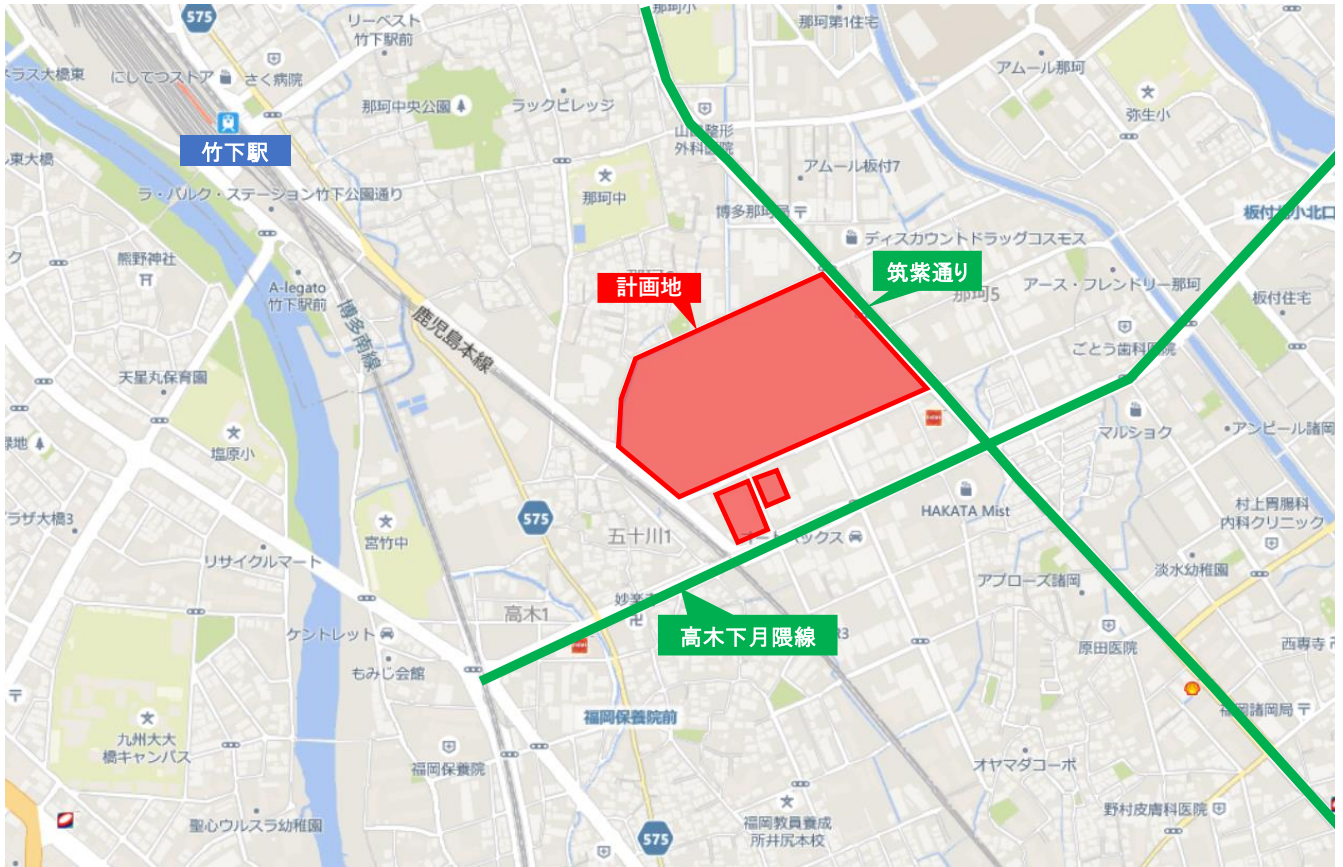 575
リーベスト
竹下駅前
那珂小
那珂第1住宅
ネラス大橋東
にしてつストア
さく病院
アムール那珂
那珂中央公園
ラックビレッジ
弥生小
竹下駅
外科医院
東大橋
アムール板付7
ラ・パルク・ステーション竹下公園通り
那珂中
博多那珂局
ディスカウントドラッグコスモス
熊野神社
ク
筑紫通り
計画地
A-legato
竹下駅前
那珂5
アース・フレンドリー那珂
板付住宅
博多南線
鹿児島本線
ごとう歯科医院
天星丸保育園
マルショク
アンピール諸岡
緑地
塩原小
HAKATA Mist
村上胃腸科
内科クリニック
575
ラザ大橋3
宮竹中
五十川1
リサイクルマート
アプローズ諸岡
淡水幼稚園
高木1
高木下月隈線
ケントレット
もみじ会館
原田医院
西専寺
福岡保養院前
福岡諸岡局
九州大大
橋キャンパス
福岡保養院
オヤマダコーポ
聖心ウルスラ幼稚園
575
福岡教員養成
所井尻本校
野村皮膚科医院